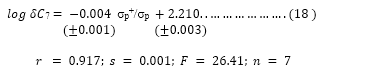 log δC₇ = −0.004 σₚ⁺/σₚ + 2.210. . … … … … … … … . (18 )
(±0.001) (±0.003)
r = 0.917; s = 0.001; F = 26.41; n = 7